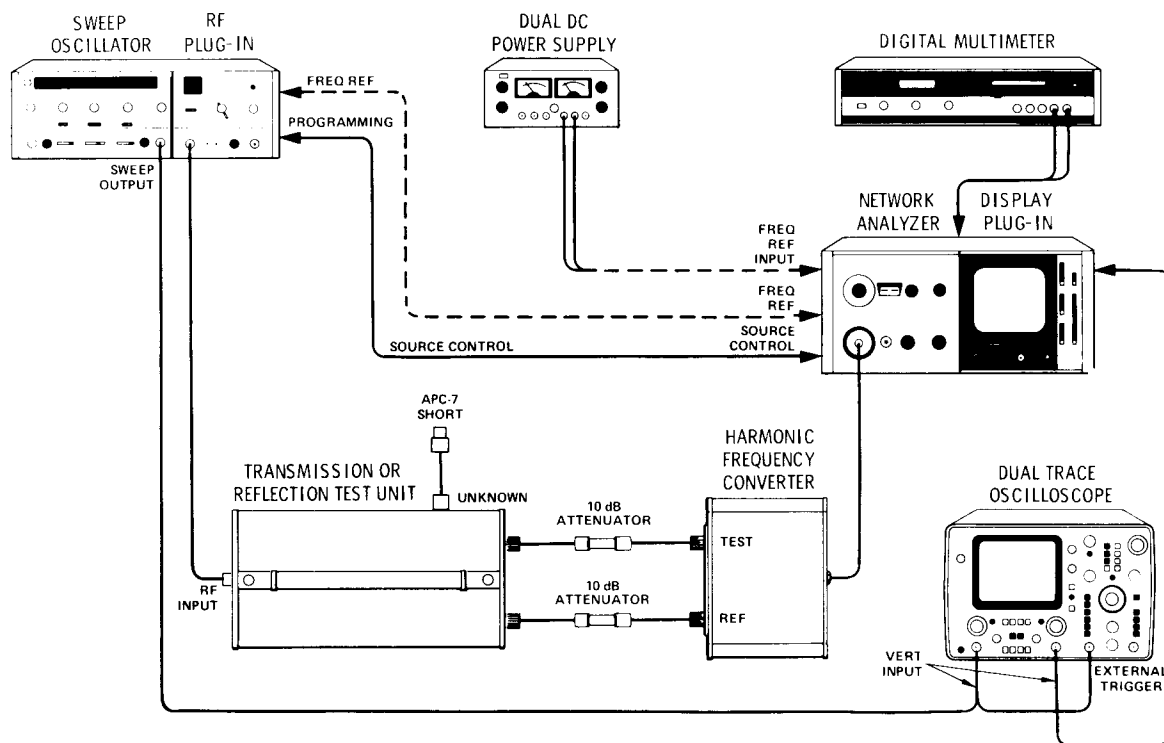 SWEEP
OSCILLATOR
RF
PLUG-IN
DUAL DC
POWER SUPPLY
DIGITAL MULTIMETER
FREQ REF
PROGRAMMING
SWEEP
OUTPUT
NETWORK
ANALYZER
DISPLAY
PLUG-IN
FREQ
REF
INPUT
FREQ
REF
SOURCE
CONTROL
SOURCE CONTROL
APC-7
SHORT
HARMONIC
FREQUENCY
CONVERTER
TRANSMISSION OR
REFLECTION TEST UNIT
UNKNOWN
10 dB
ATTENUATOR
TEST
DUAL TRACE
OSCILLOSCOPE
RF
INPUT
10 dB
ATTENUATOR
REF
VERT
INPUT
EXTERNAL
TRIGGER